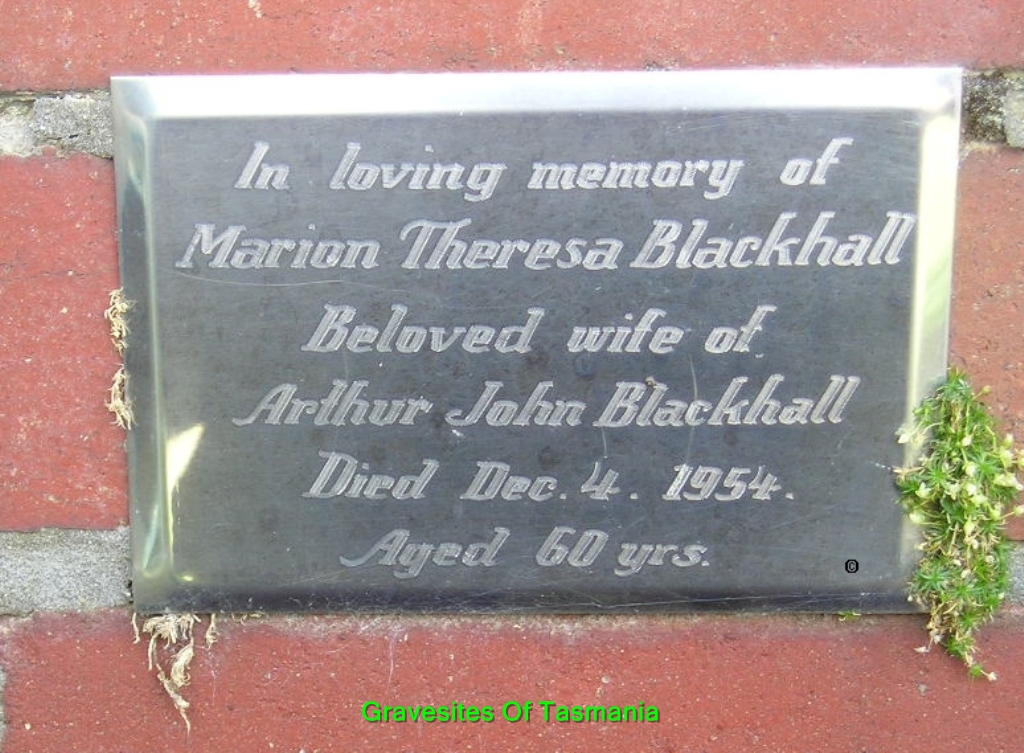 In loving memory of
Marion Theresa Blackhall
Beloved wife of
Arthur John Blackhall
Died Dec. 4. 1954.
Aged 60 yrs.
©
Gravesites Of Tasmania